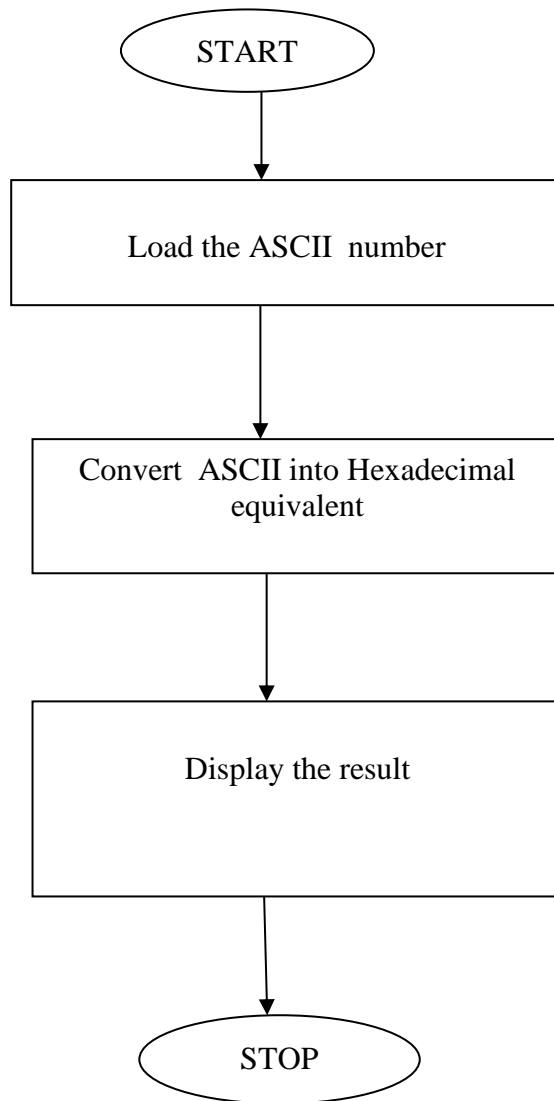 START
Load the ASCII  number
Convert  ASCII into Hexadecimal
equivalent
Display the result
STOP